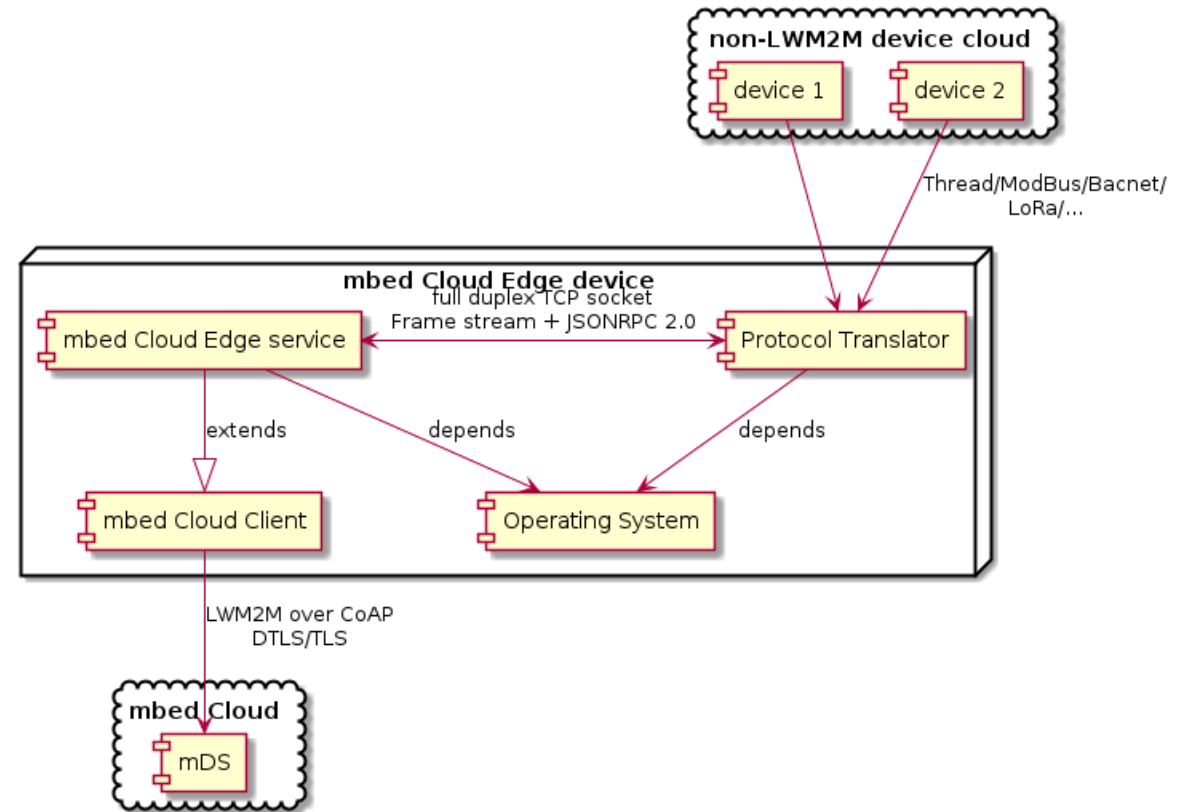 non-LWM2M device cloud
device 1
device 2
Thread/ModBus/Bacnet/
LoRa/...
mbed Cloud Edge device
full duplex TCP socket
Frame stream + JSONRPC 2.0
mbed Cloud Edge service
Protocol Translator
extends
depends
depends
mbed Cloud Client
Operating System
LWM2M over CoAP
DTLS/TLS
mbed Cloud
mDS